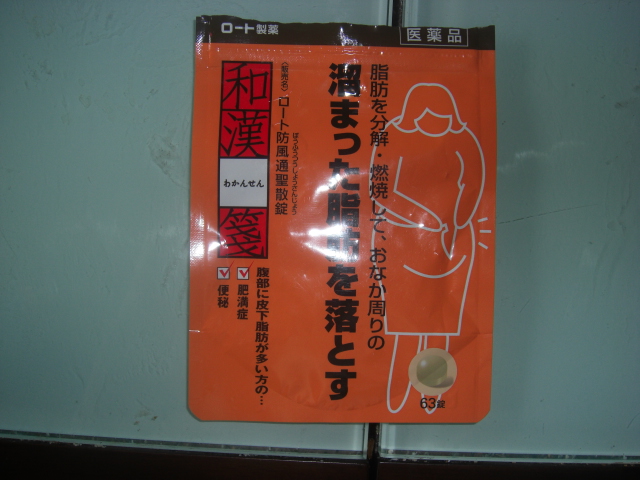 ロート製薬
医薬品
脂肪を分解・燃焼して、おなか周りの
溜まった脂肪を落とす
和漢箋
わかんせん
〈販売名〉ロート防風通聖散錠
ぼうふうつうしょうさんじょう
腹部に皮下脂肪が多い方の…
肥満症
便秘
63錠